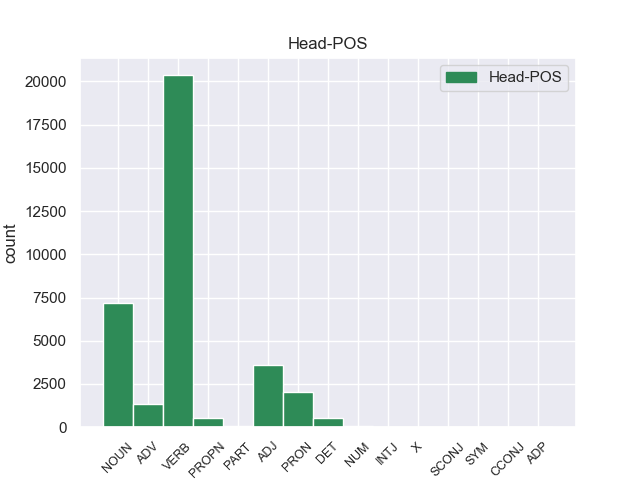 Head-POS
Head-POS
20000
17500
15000
12500
10000
7500
5000
2500
0
count
NOUN
ADV
VERB
PROPN
PART
ADJ
PRON
DET
NUM
INTJ
X
SCONJ
SYM
CCONJ
ADP